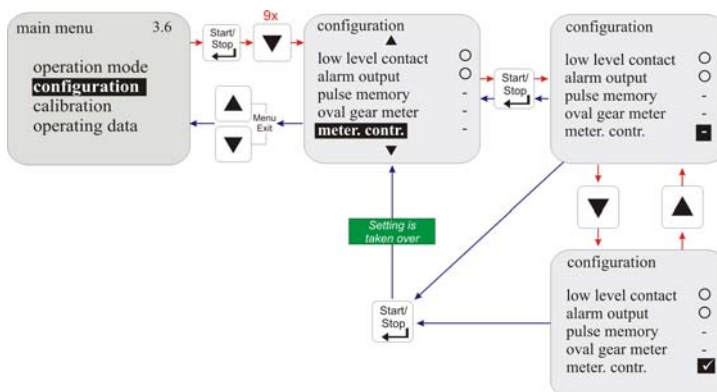 main menu 3.6
operation mode
configuration
calibration
operating data
Start/
Stop
9x
configuration
low level contact
alarm output
pulse memory -
oval gear meter -
meter. contr. -
Start/
Stop
configuration
low level contact
alarm output
pulse memory -
oval gear meter -
meter. contr. -
Menu
Exit
Setting is
taken over
Start/
Stop
configuration
low level contact
alarm output
pulse memory -
oval gear meter -
meter. contr. ✓